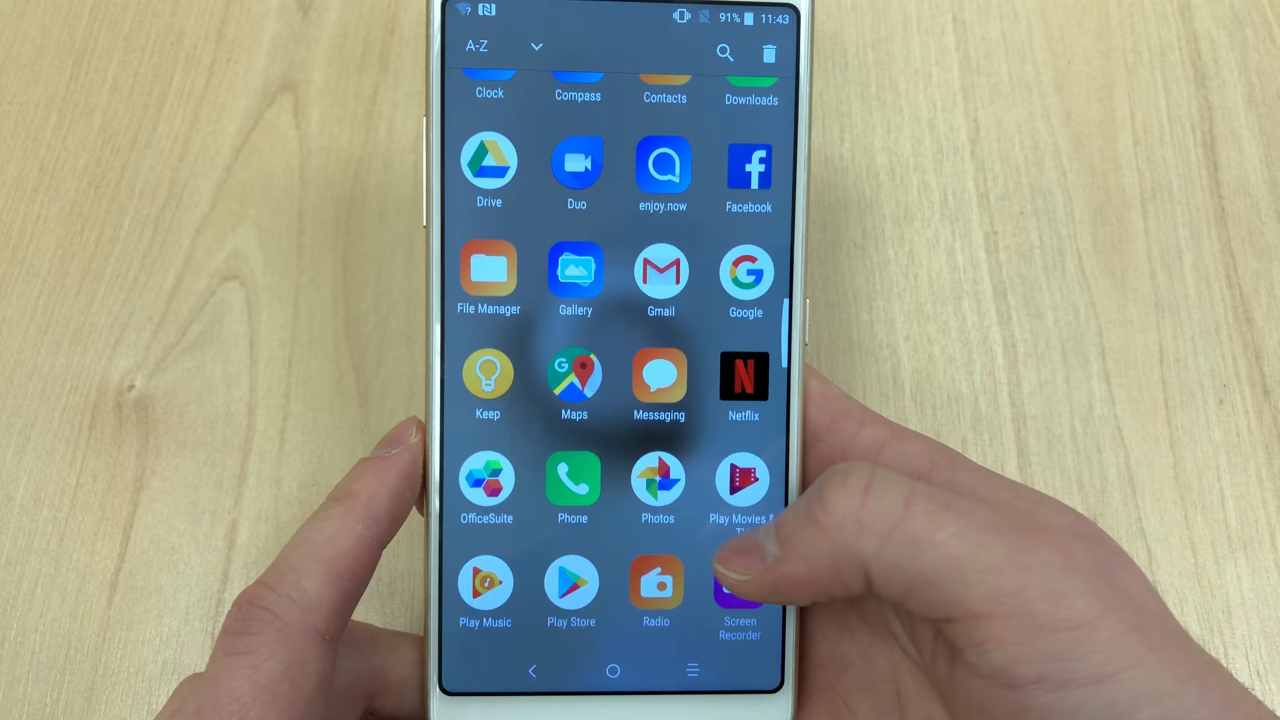 91% 11:43
A-Z
Clock Compass Contacts Downloads
Drive Duo enjoy.now Facebook
File Manager Gallery Gmail Google
Keep Maps Messaging Netflix
OfficeSuite Phone Photos Play Movies &
Play Music Play Store Radio Screen
Recorder